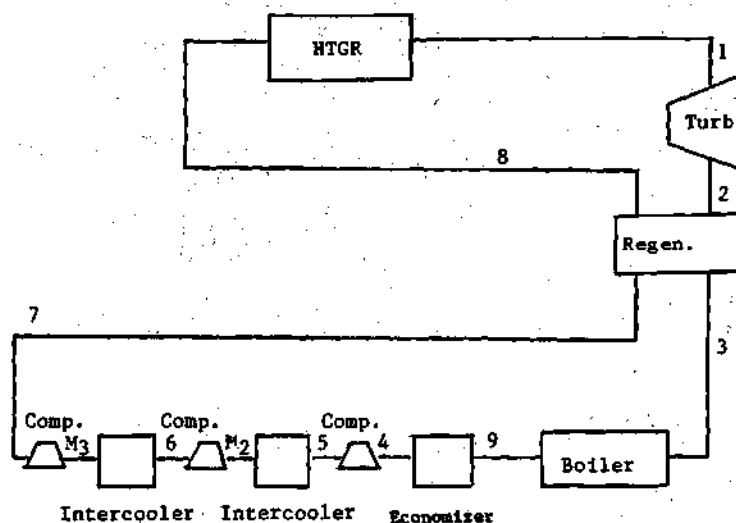 HTGR
1
Turb
8
2
Regen.
7
3
Comp. Comp. Comp.
M3 6 M2 5 4 9
Boiler
Intercooler Intercooler Economizer